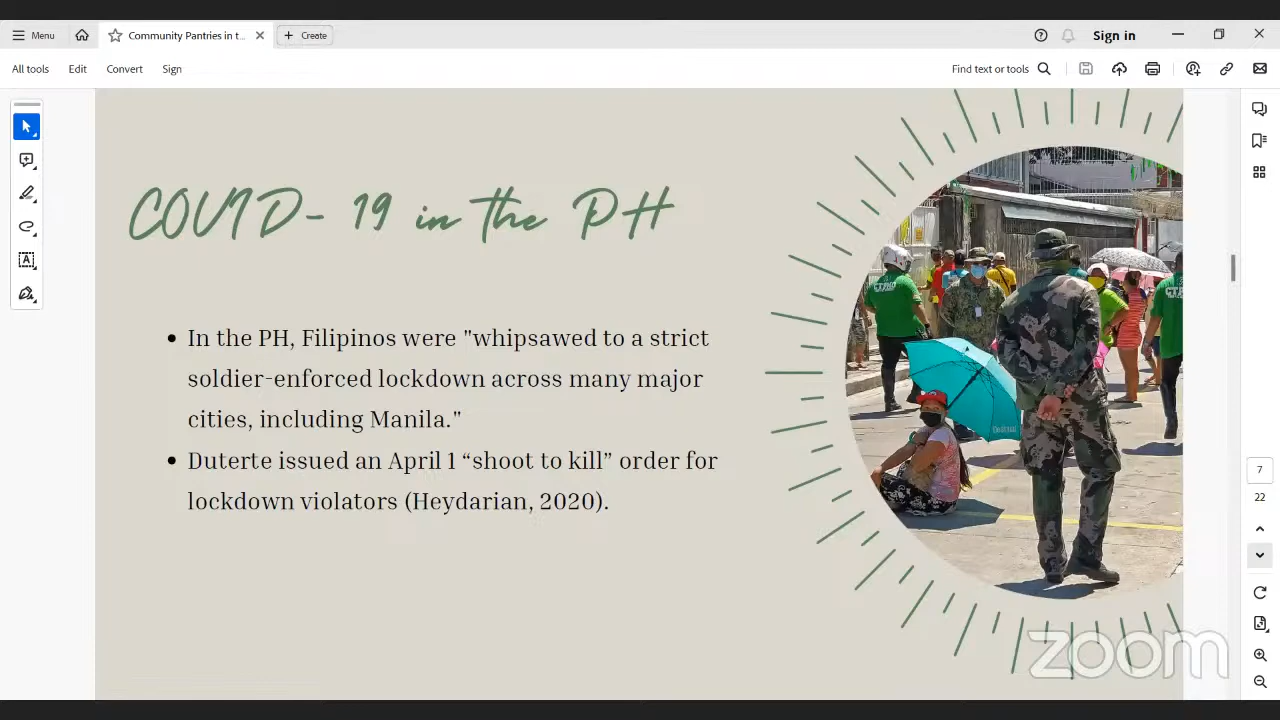 Menu
Community Pantries in t...
Create
Sign in
All tools
Edit
Convert
Sign
Find text or tools
COVID- 19 in the PH
In the PH, Filipinos were "whipsawed to a strict
soldier-enforced lockdown across many major
cities, including Manila."
Duterte issued an April 1 “shoot to kill” order for
lockdown violators (Heydarian, 2020).
7
22
zoom